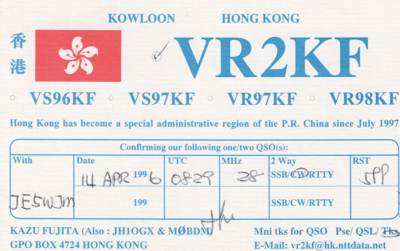 KOWLOON HONG KONG
香港
✓ VR2KF
VS96KF VS97KF VR97KF VR98KF
Hong Kong has become a special administrative region of the P.R. China since July 1997
Confirming our following one/two QSO(s):
With Date UTC MHz 2 Way RST
14 APR 1996 0829 28 SSB/CW/RTTY 599
JE5WJM 199 SSB/CW/RTTY
KAZU FUJITA (Also : JH1OGX & MØBDM) Mni tks for QSO Pse/ QSL/ Tks
GPO BOX 4724 HONG KONG E-Mail: vr2kf@hk.nttdata.net